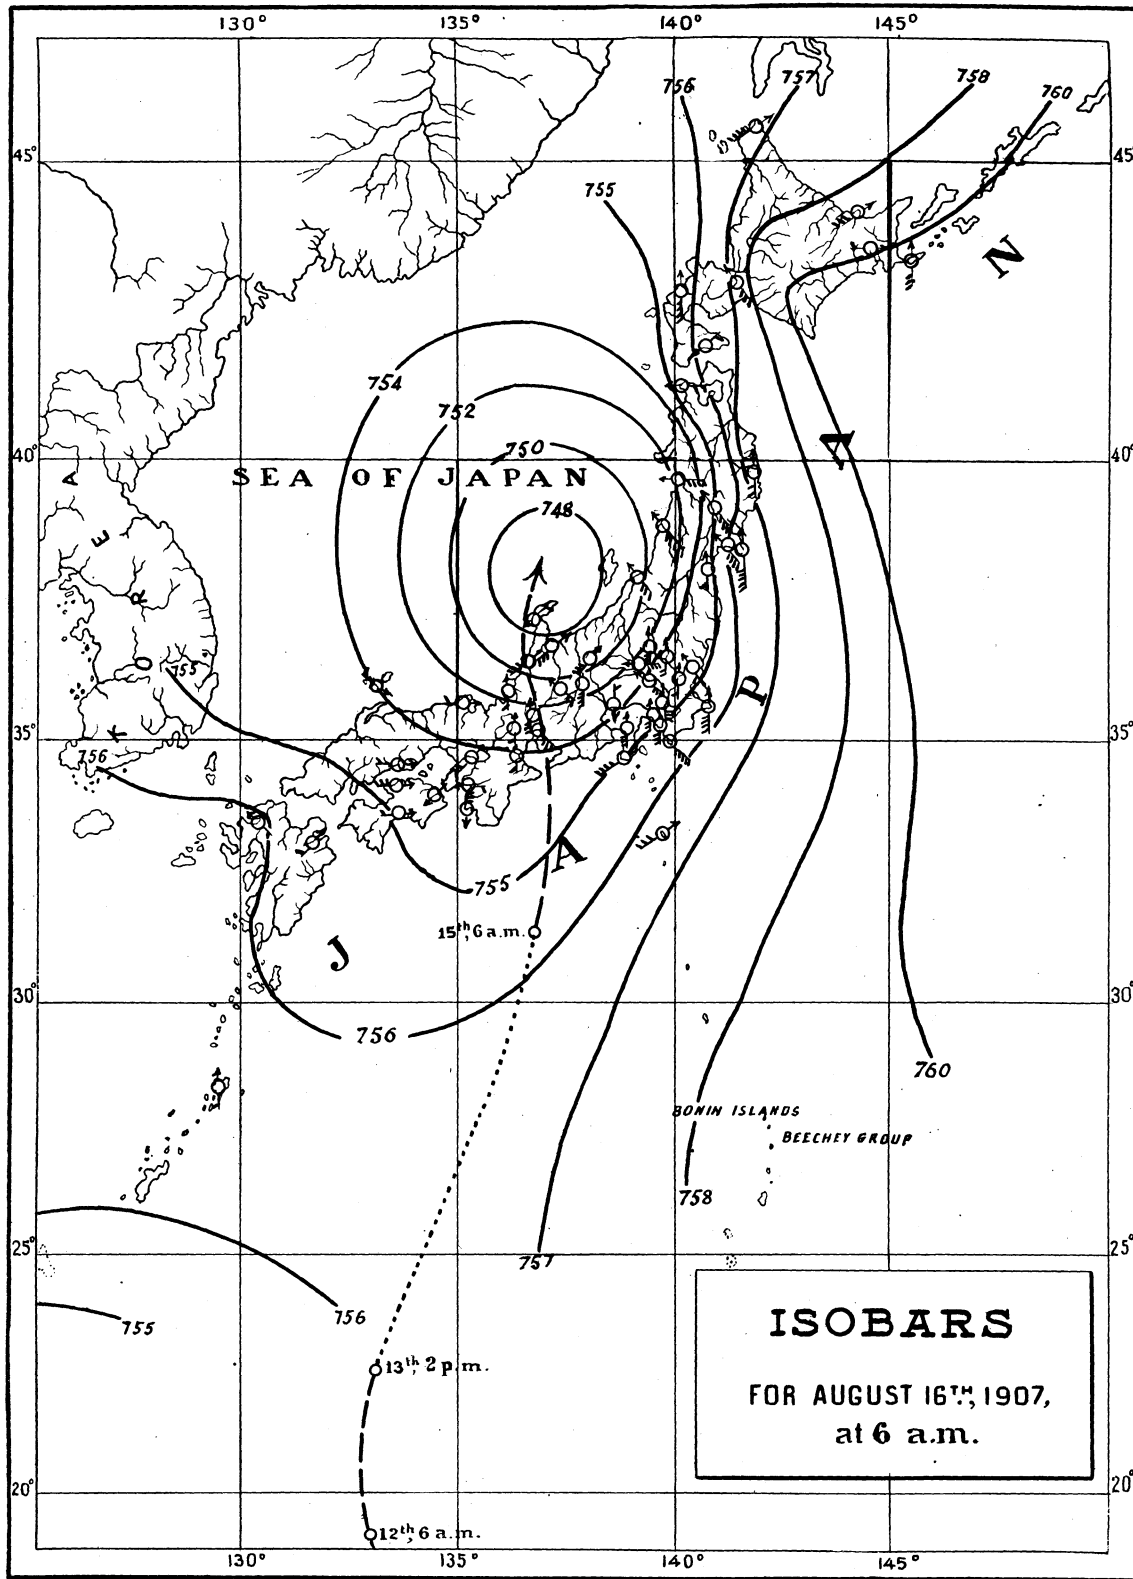 130° 135° 140° 145°
756 757 758 760
45° 45°
755
N
754
752
40° 750 40°
SEA OF JAPAN
748
A
KOREA
755
P
35° 35°
756
A
755
15th, 6 a.m.
J
30° 30°
756
760
BONIN ISLANDS
BEECHEY GROUP
758
25° 25°
757
756
755
13th, 2 p.m.
ISOBARS
FOR AUGUST 16TH, 1907,
at 6 a.m.
20° 20°
12th, 6 a.m.
130° 135° 140° 145°